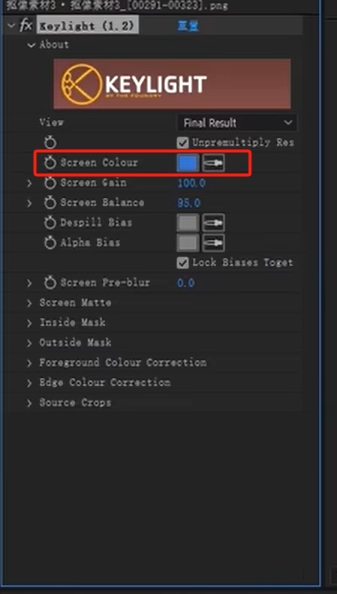 抠像素材3 · 抠像素材3_[00291-00323].png
fx Keylight (1.2) 重置
About
KEYLIGHT
BY THE FOUNDRY
View Final Result
Unpremultiply Res
Screen Colour
Screen Gain 100.0
Screen Balance 95.0
Despill Bias
Alpha Bias
Lock Biases Toget
Screen Pre-blur 0.0
Screen Matte
Inside Mask
Outside Mask
Foreground Colour Correction
Edge Colour Correction
Source Crops